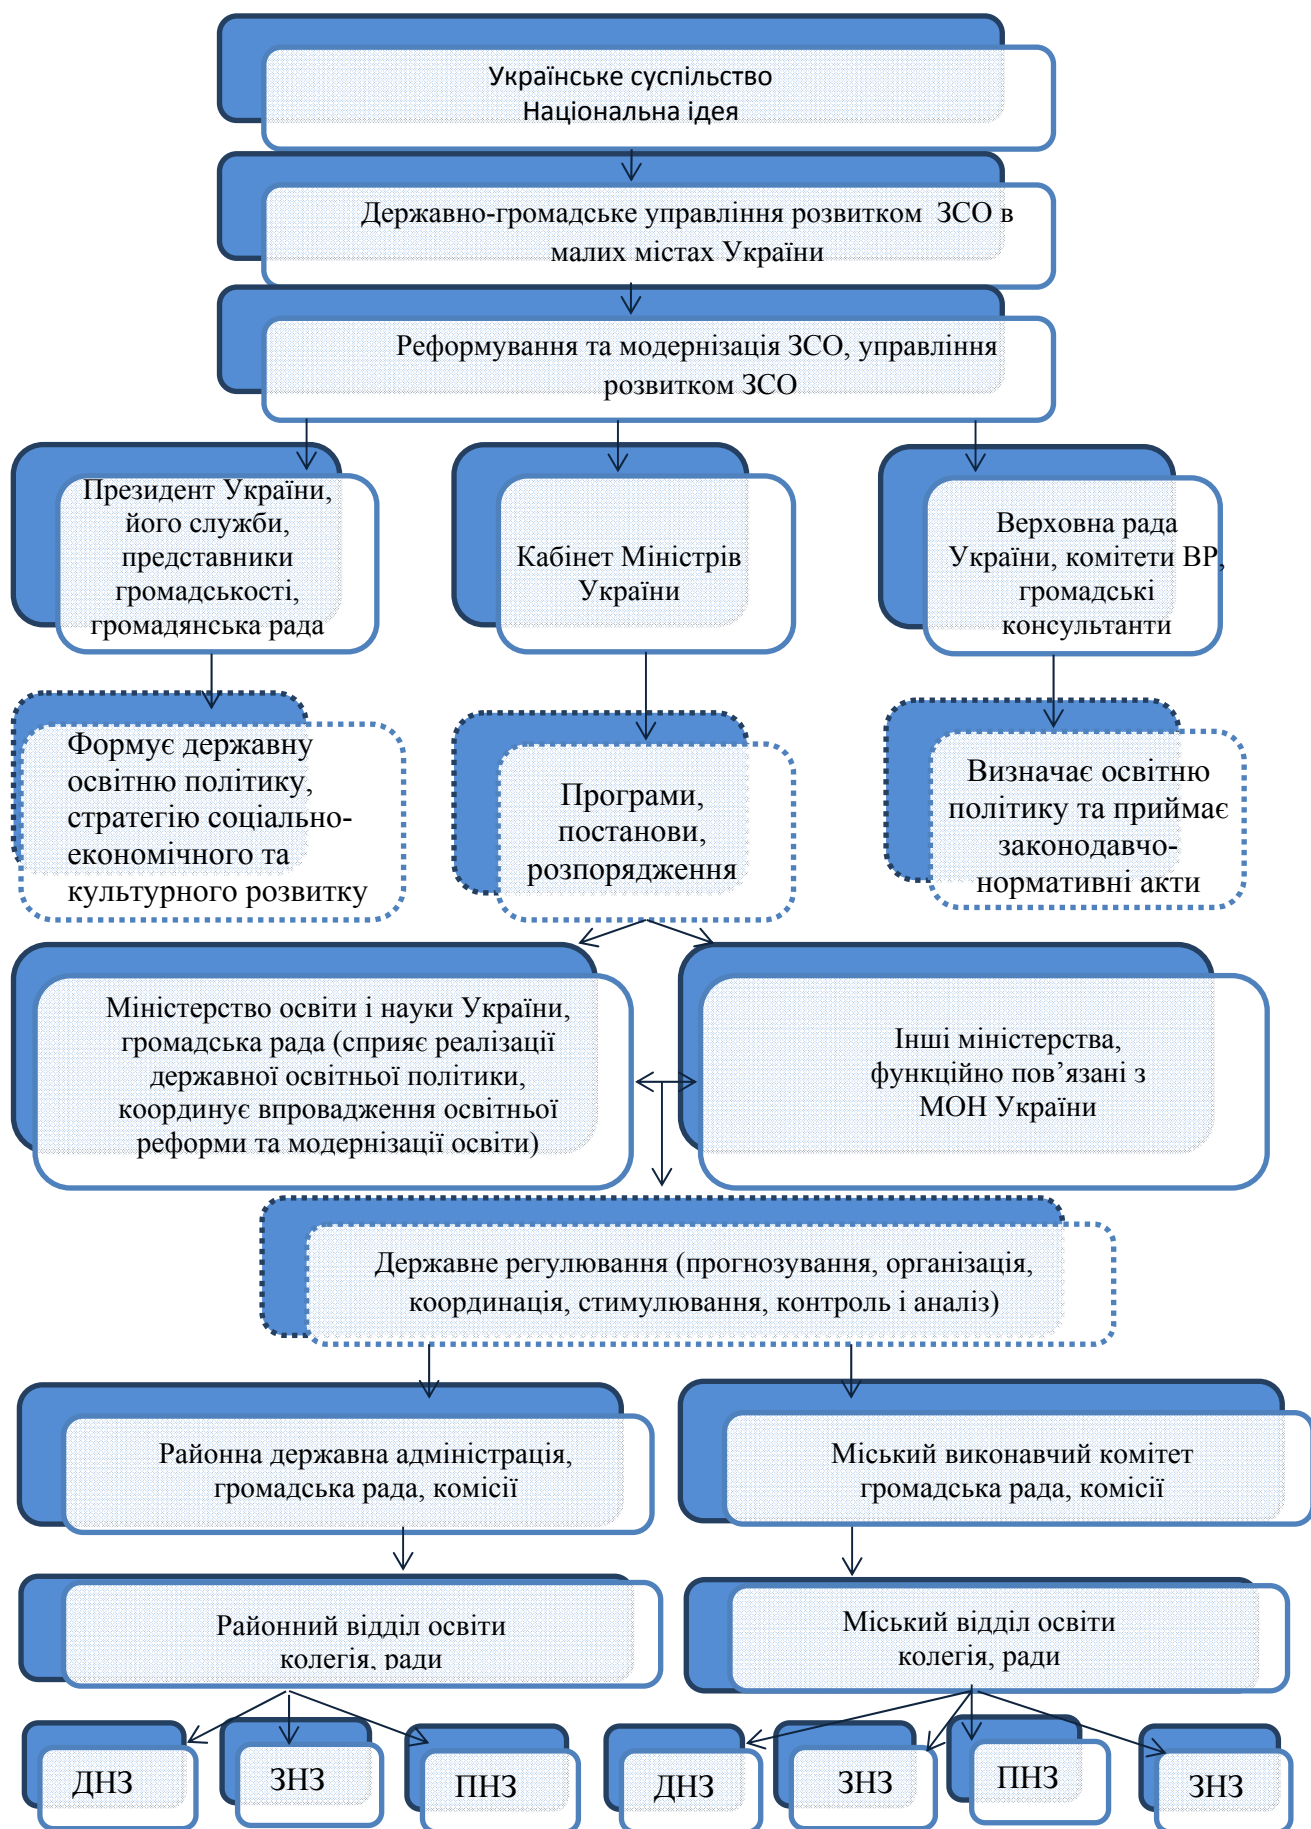 Українське суспільство
Національна ідея
Державно-громадське управління розвитком ЗСО в
малих містах України
Реформування та модернізація ЗСО, управління
розвитком ЗСО
Президент України,
його служби,
представники
громадськості,
громадянська рада
Кабінет Міністрів
України
Верховна рада
України, комітети ВР,
громадські
консультанти
Формує державну
освітню політику,
стратегію соціально-
економічного та
культурного розвитку
Програми,
постанови,
розпорядження
Визначає освітню
політику та приймає
законодавчо-
нормативні акти
Міністерство освіти і науки України,
громадська рада (сприяє реалізації
державної освітньої політики,
координує впровадження освітньої
реформи та модернізації освіти)
Інші міністерства,
функційно пов’язані з
МОН України
Державне регулювання (прогнозування, організація,
координація, стимулювання, контроль і аналіз)
Районна державна адміністрація,
громадська рада, комісії
Міський виконавчий комітет
громадська рада, комісії
Районний відділ освіти
колегія, ради
Міський відділ освіти
колегія, ради
ДНЗ
ЗНЗ
ПНЗ
ДНЗ
ЗНЗ
ПНЗ
ЗНЗ